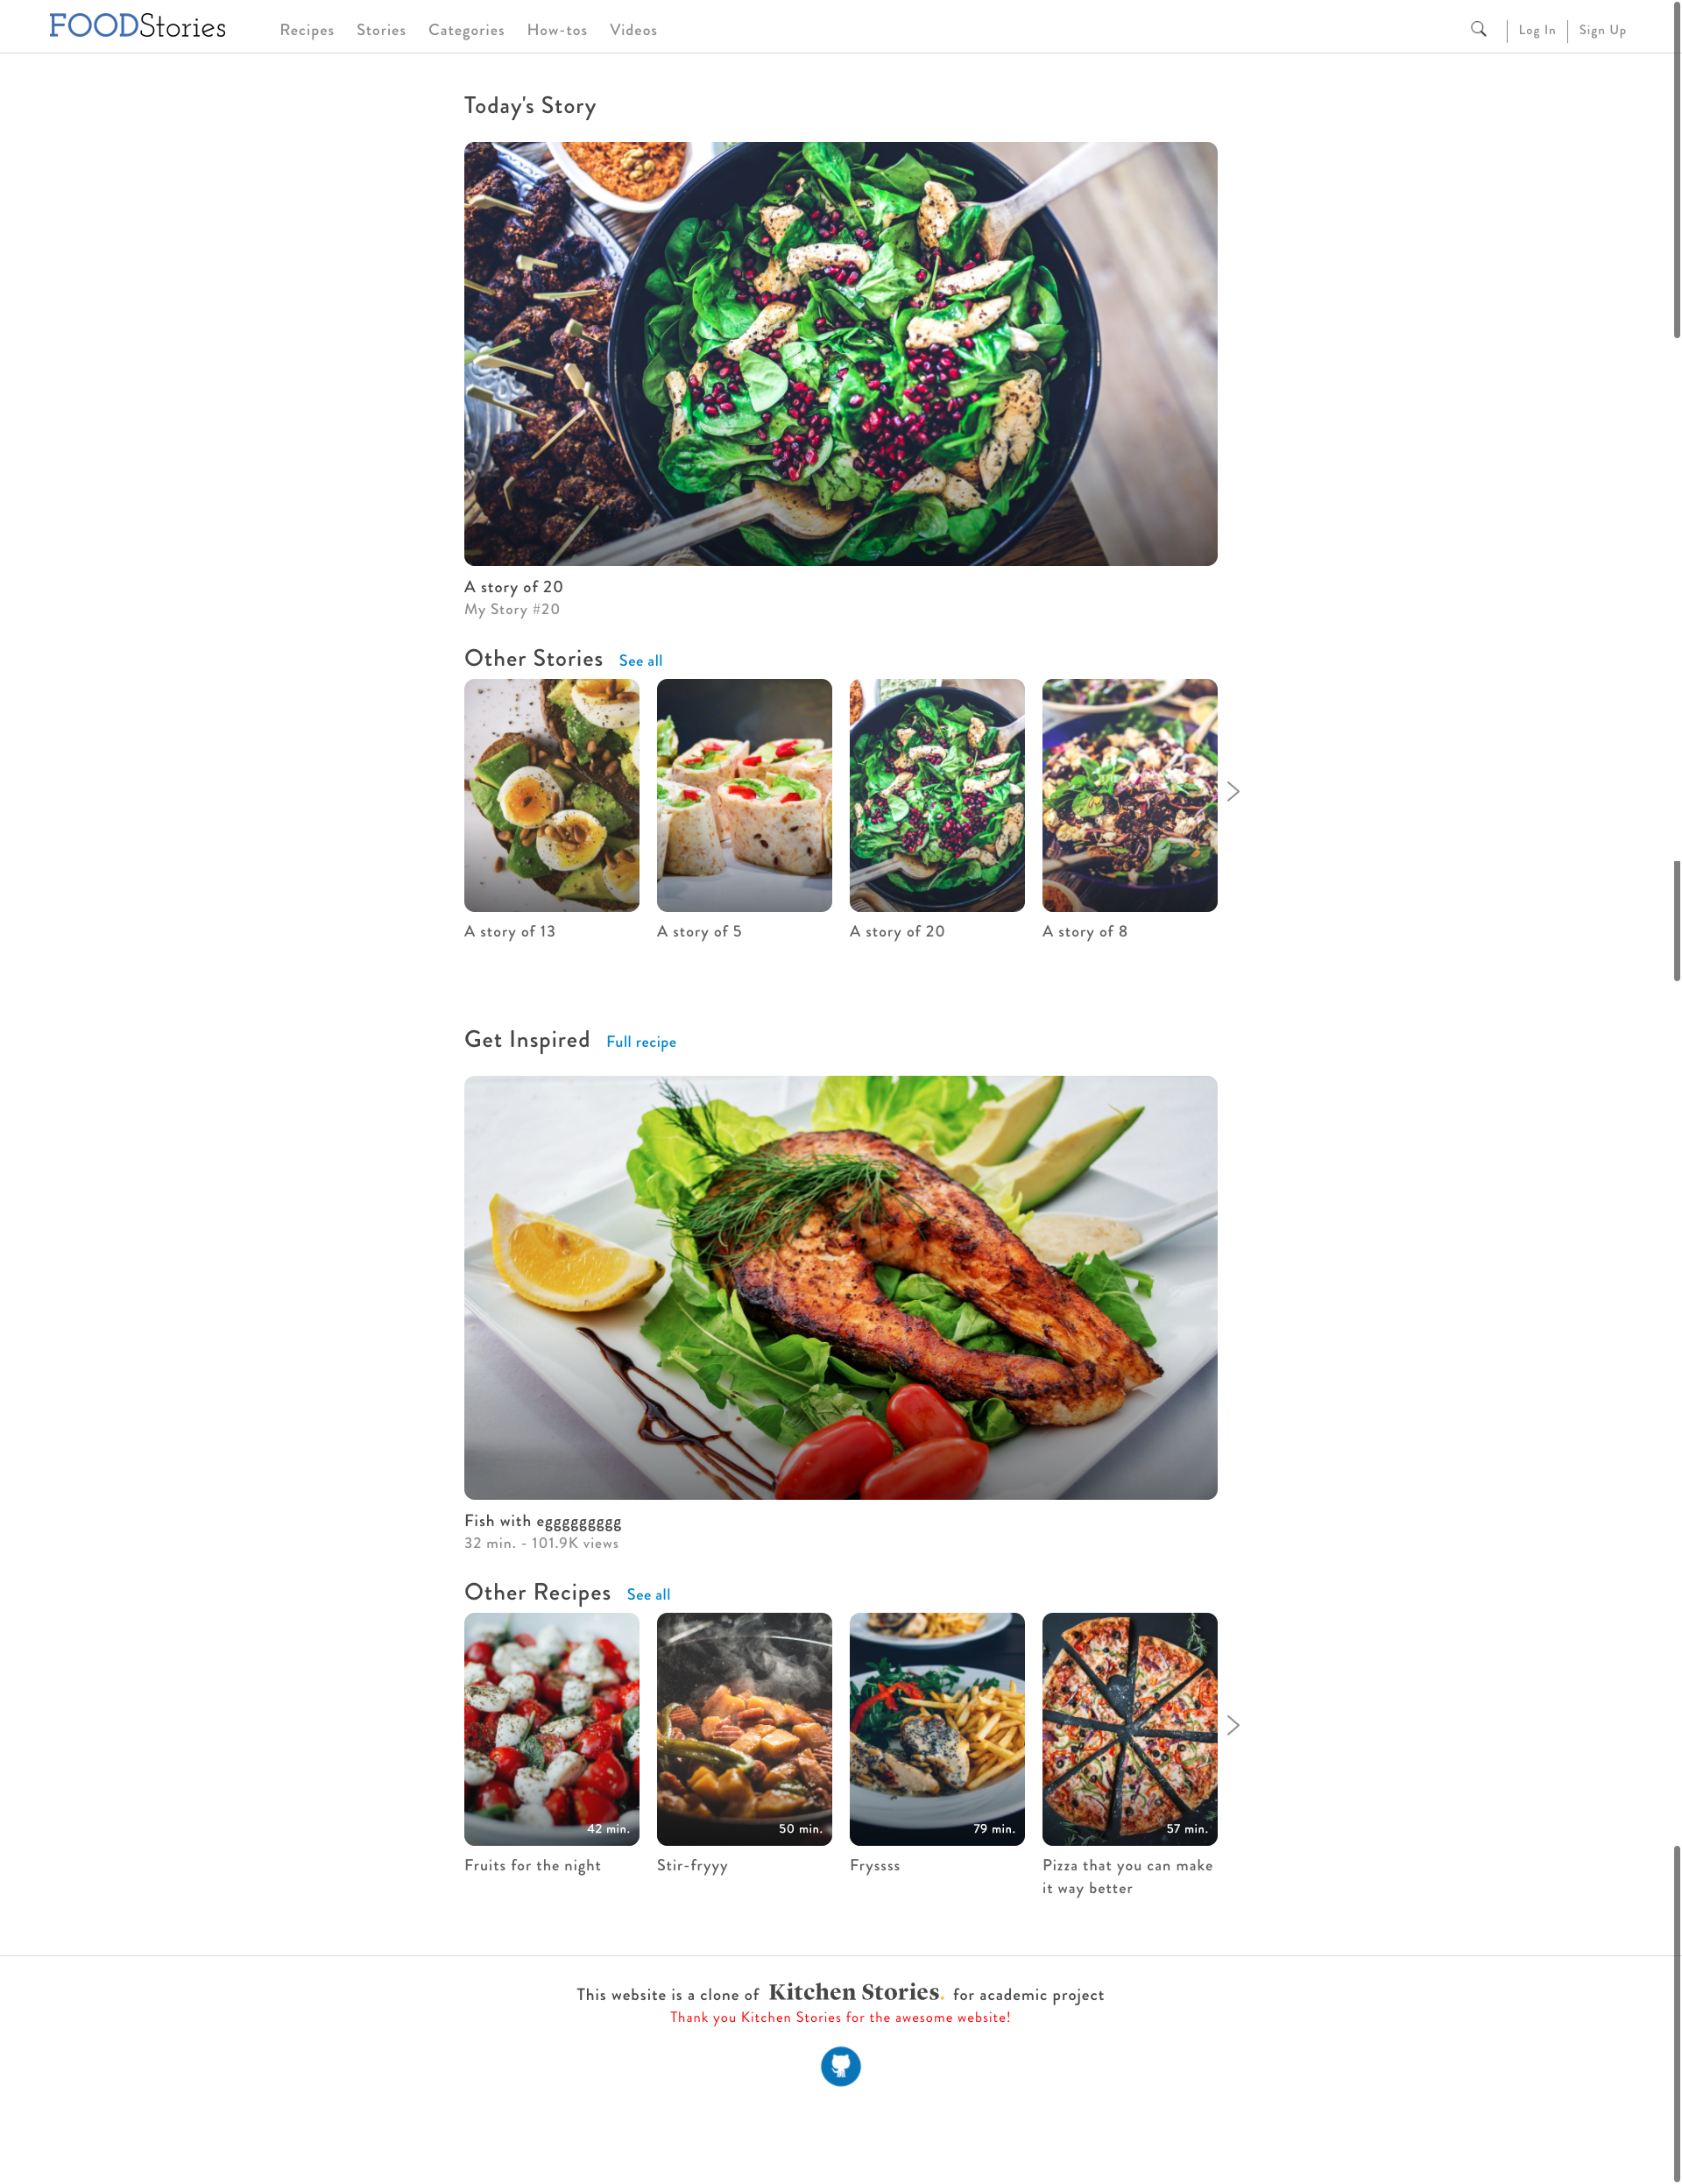 FOODStories Recipes Stories Categories How-tos Videos Log In Sign Up
Today's Story
A story of 20
My Story #20
Other Stories See all
A story of 13 A story of 5 A story of 20 A story of 8
Get Inspired Full recipe
Fish with eggggggggg
32 min. - 101.9K views
Other Recipes See all
42 min. 50 min. 79 min. 57 min.
Fruits for the night Stir-fryyy Fryssss Pizza that you can make
it way better
This website is a clone of Kitchen Stories. for academic project
Thank you Kitchen Stories for the awesome website!